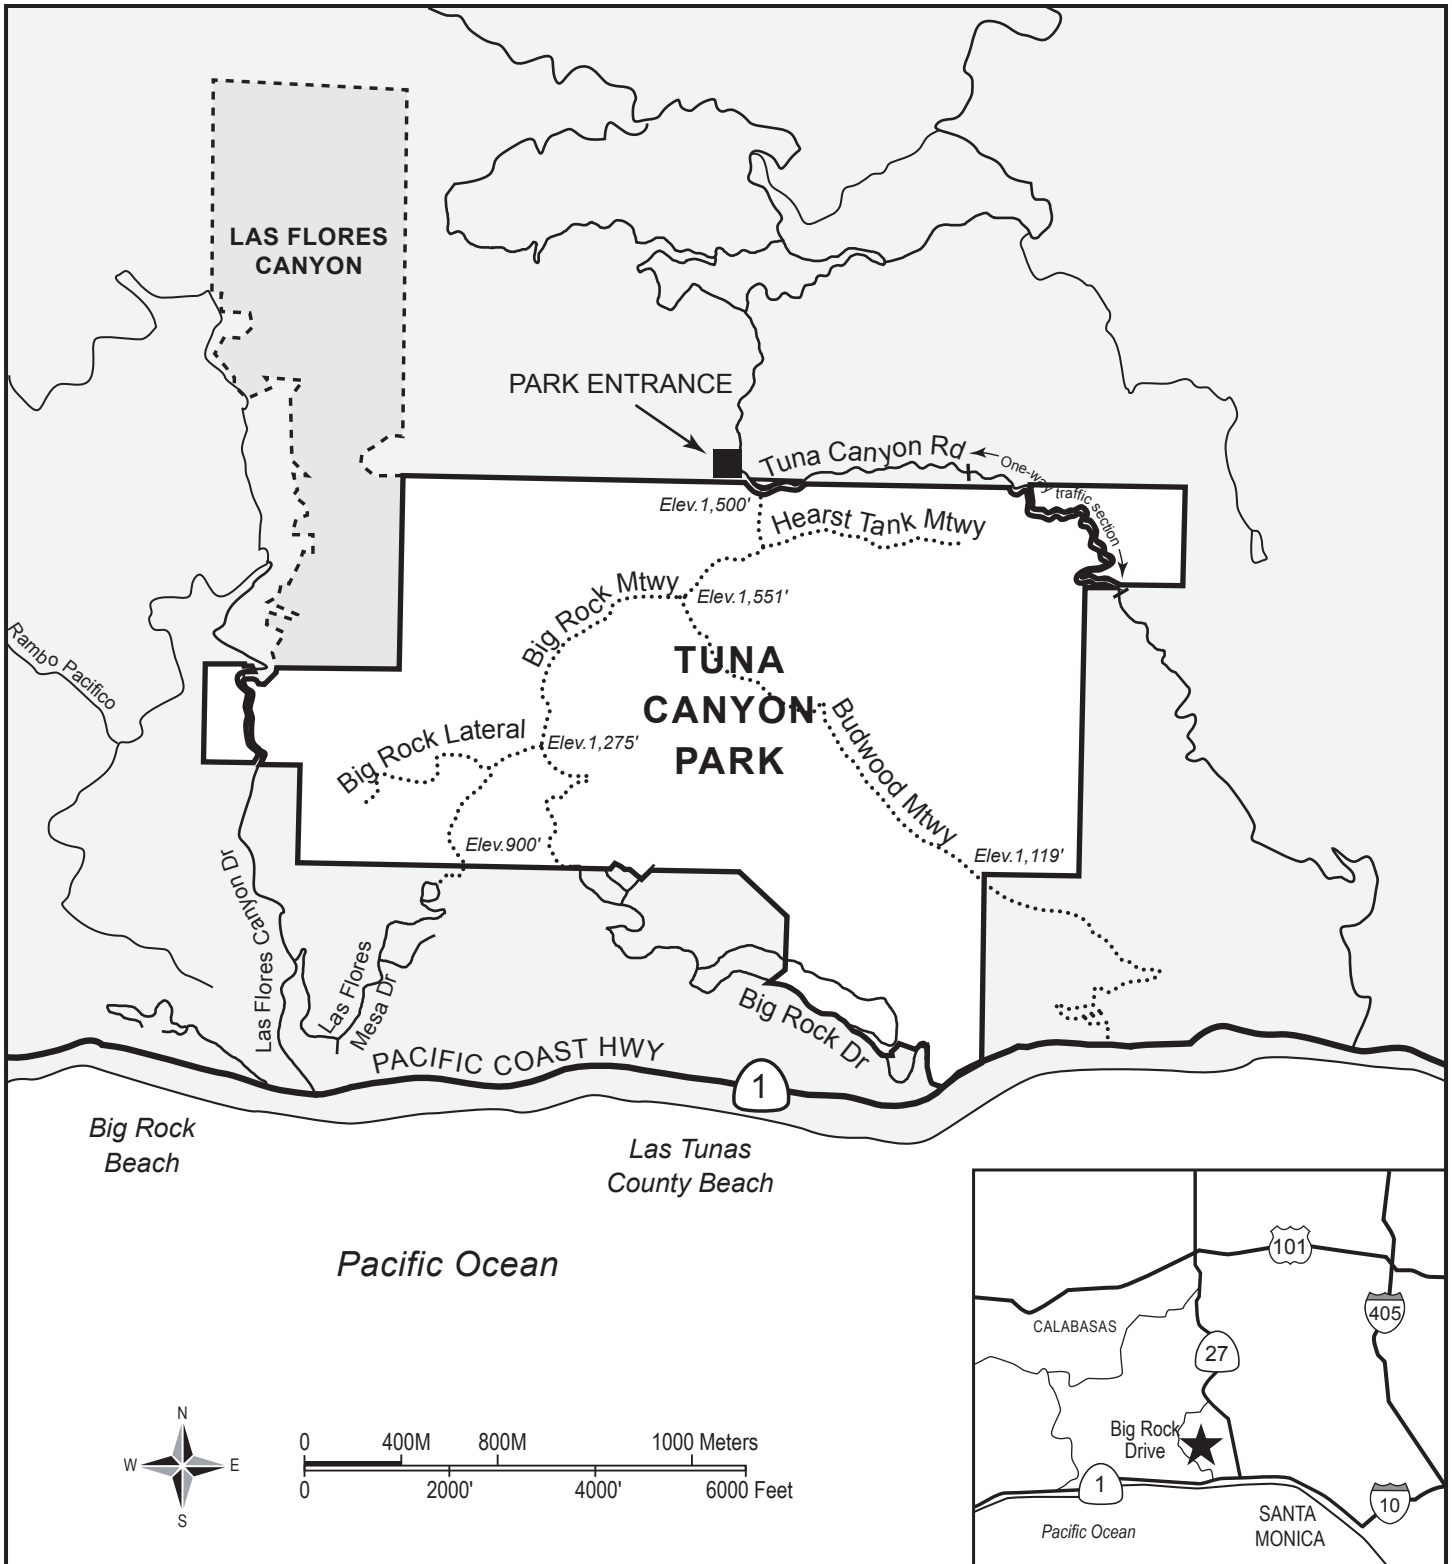 LAS FLORES
CANYON
PARK ENTRANCE
Tuna Canyon Rd
One-way traffic section
Elev.1,500'
Hearst Tank Mtwy
Big Rock Mtwy
Elev.1,551'
Rambo Pacifico
TUNA
CANYON
PARK
Big Rock Lateral
Elev.1,275'
Budwood Mtwy
Elev.900'
Elev.1,119'
Las Flores Canyon Dr
Las Flores
Mesa Dr
Big Rock Dr
PACIFIC COAST HWY
1
Big Rock
Beach
Las Tunas
County Beach
Pacific Ocean
N
W
E
S
0 400M 800M 1000 Meters
0 2000' 4000' 6000 Feet
101
405
CALABASAS
27
Big Rock
Drive
1
10
SANTA
MONICA
Pacific Ocean